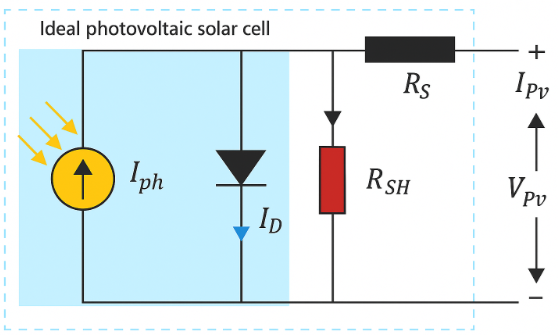 Ideal photovoltaic solar cell
R_S
+
I_Pv
I_ph
I_D
R_SH
V_Pv
−